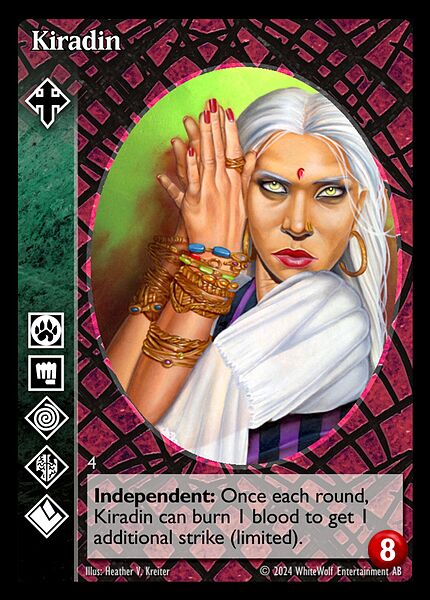 Kiradin
4
Independent: Once each round,
Kiradin can burn 1 blood to get 1
additional strike (limited).
8
Illus: Heather V. Kreiter © 2024 WhiteWolf Entertainment AB